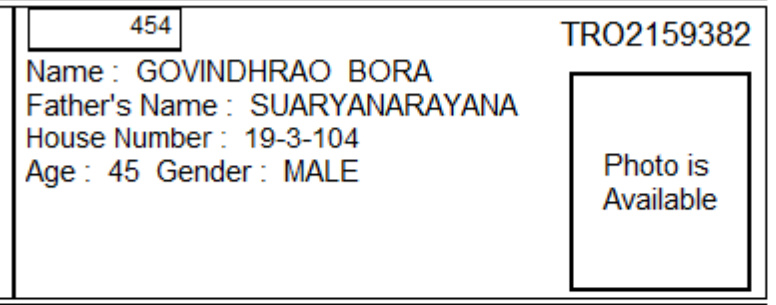 454
TRO2159382
Name : GOVINDHRAO BORA
Father's Name : SUARYANARAYANA
House Number : 19-3-104
Age : 45 Gender : MALE
Photo is
Available